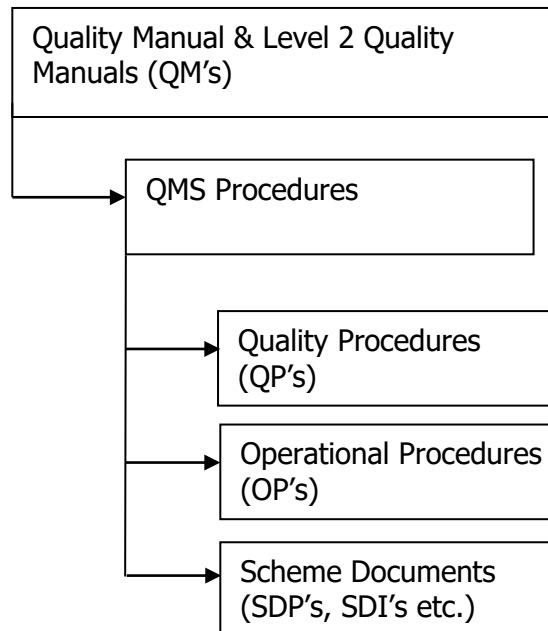 Quality Manual & Level 2 Quality
Manuals (QM’s)
QMS Procedures
Quality Procedures
(QP’s)
Operational Procedures
(OP’s)
Scheme Documents
(SDP’s, SDI’s etc.)